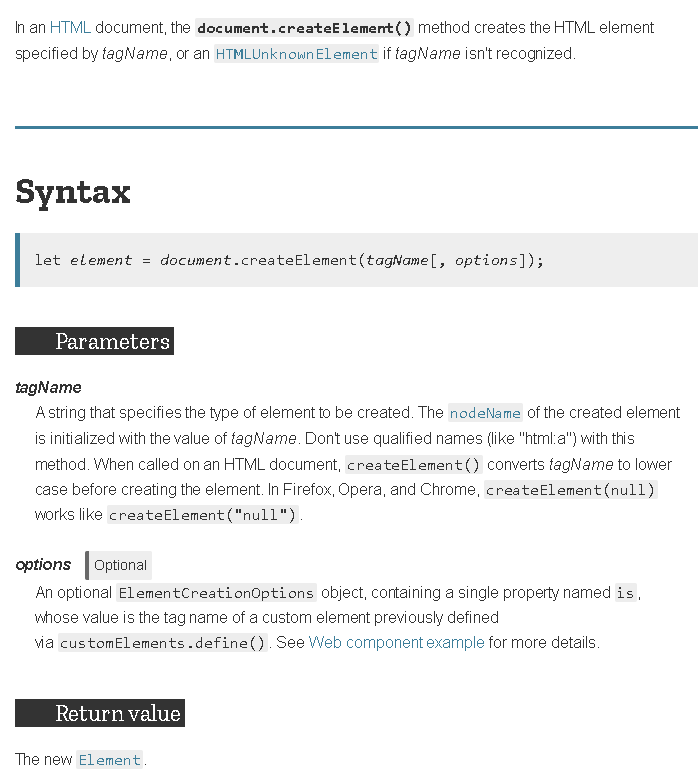 In an HTML document, the document.createElement() method creates the HTML element
specified by tagName, or an HTMLUnknownElement if tagName isn't recognized.
Syntax
let element = document.createElement(tagName[, options]);
Parameters
tagName
A string that specifies the type of element to be created. The nodeName of the created element
is initialized with the value of tagName. Don't use qualified names (like "html:a") with this
method. When called on an HTML document, createElement() converts tagName to lower
case before creating the element. In Firefox, Opera, and Chrome, createElement(null)
works like createElement("null").
options Optional
An optional ElementCreationOptions object, containing a single property named is,
whose value is the tag name of a custom element previously defined
via customElements.define(). See Web component example for more details.
Return value
The new Element.